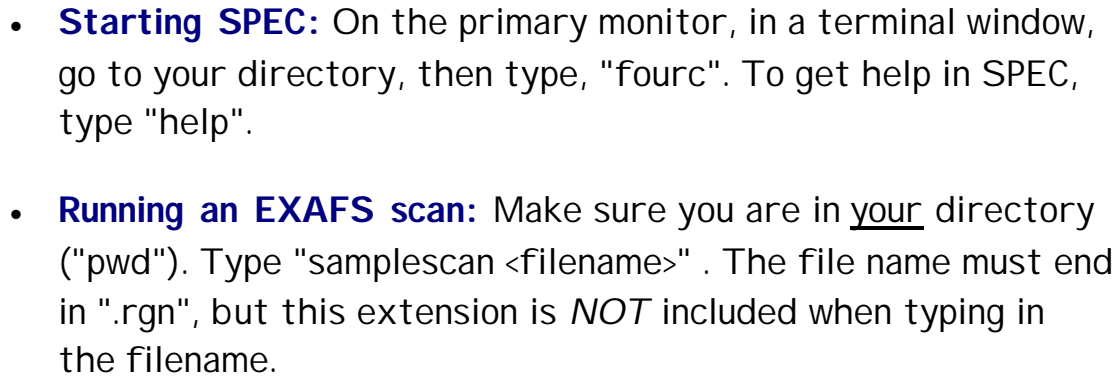 • Starting SPEC: On the primary monitor, in a terminal window,
go to your directory, then type, "fourc". To get help in SPEC,
type "help".
• Running an EXAFS scan: Make sure you are in your directory
("pwd"). Type "samplescan <filename>" . The file name must end
in ".rgn", but this extension is NOT included when typing in
the filename.